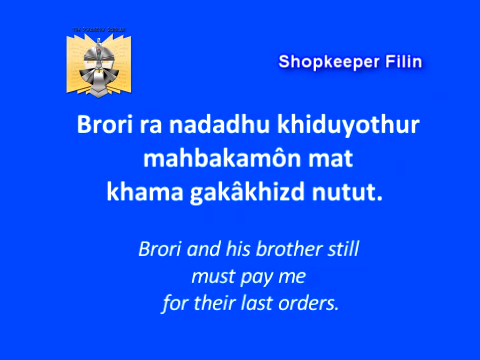 Shopkeeper Filin
Brori ra nadadhu khiduyothur
mahbakamôn mat
khama gakâkhizd nutut.
Brori and his brother still
must pay me
for their last orders.